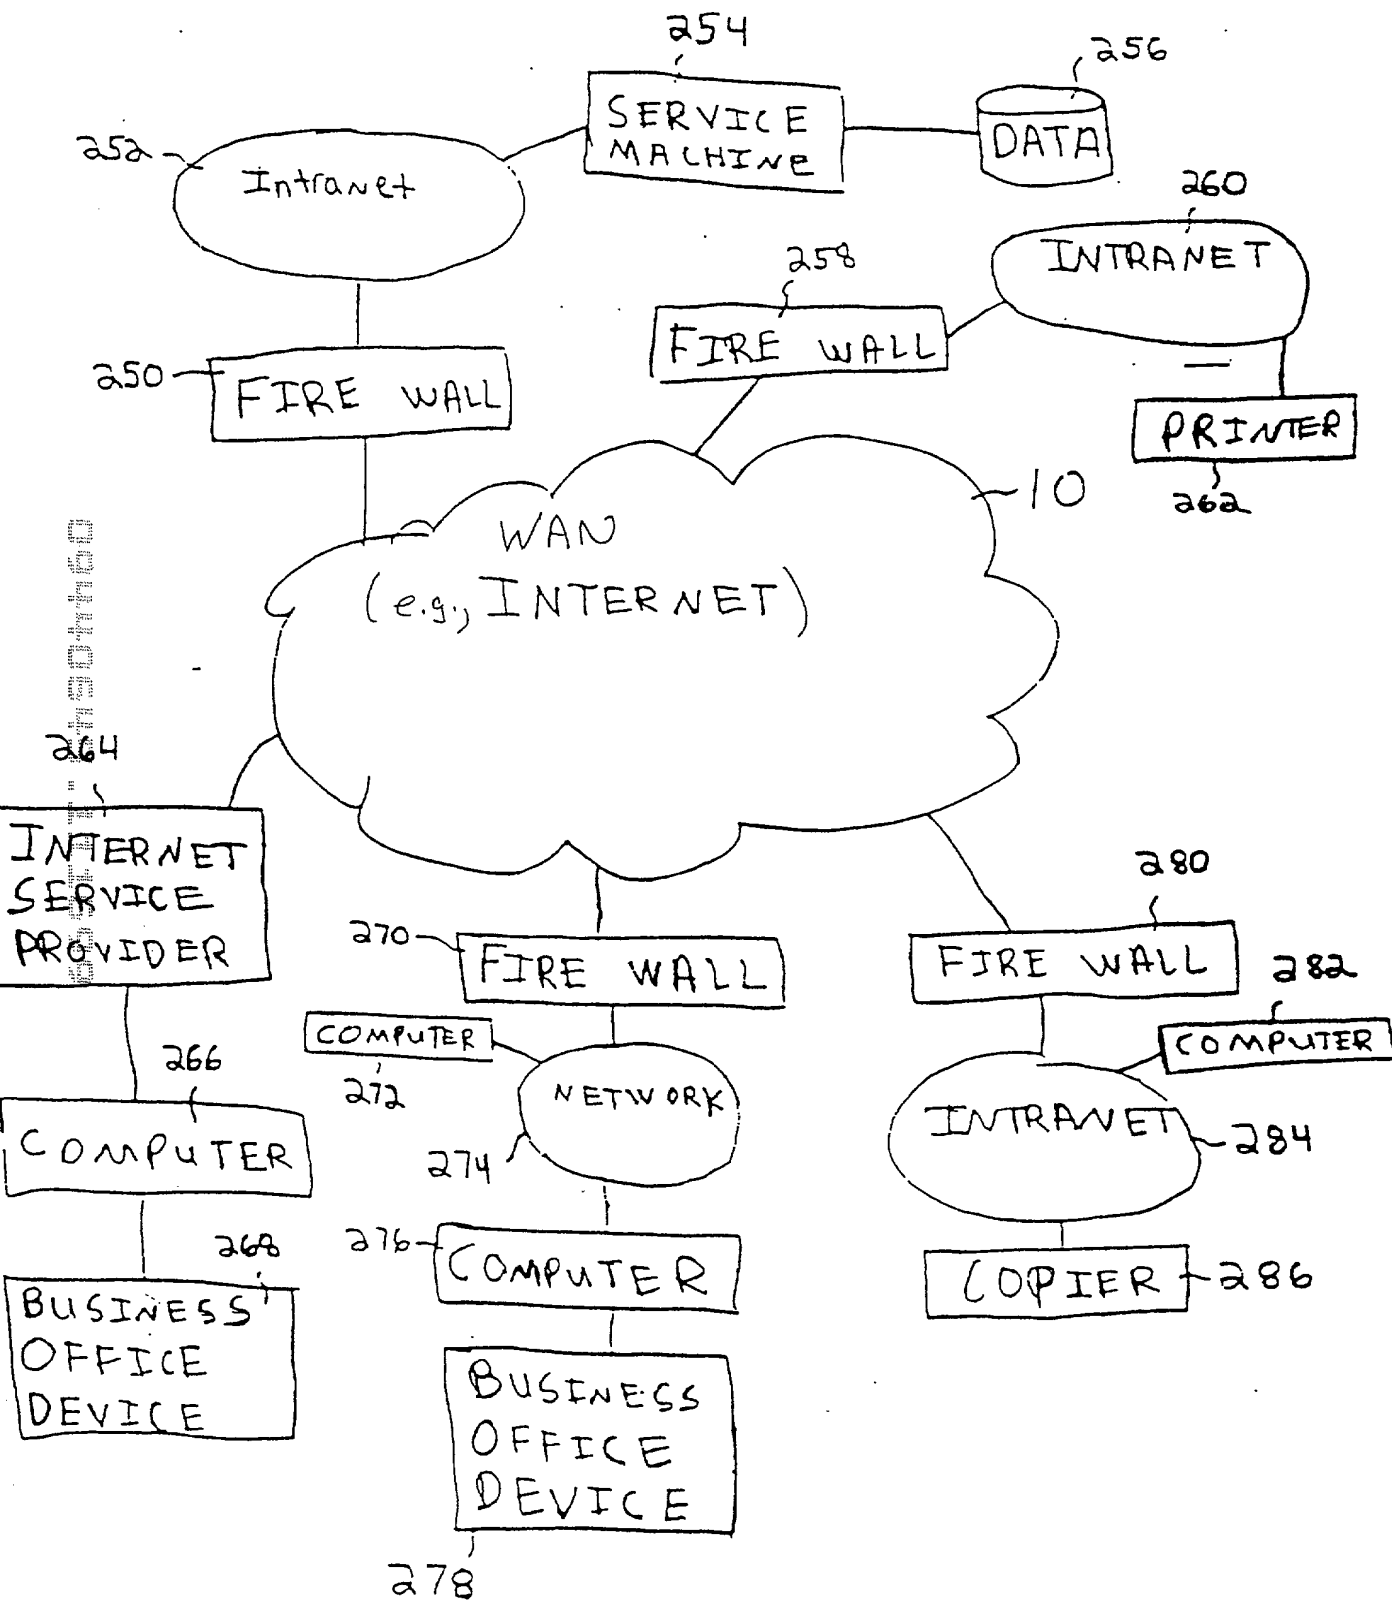 254
256
SERVICE
MACHINE
DATA
252
Intranet
260
INTRANET
258
FIRE WALL
250
FIRE WALL
PRINTER
262
10
WAN
(e.g., INTERNET)
264
INTERNET
SERVICE
PROVIDER
280
270
FIRE WALL
FIRE WALL
282
COMPUTER
COMPUTER
272
266
NETWORK
INTRANET
284
274
COMPUTER
276
COMPUTER
268
COPIER
286
BUSINESS
OFFICE
DEVICE
BUSINESS
OFFICE
DEVICE
278